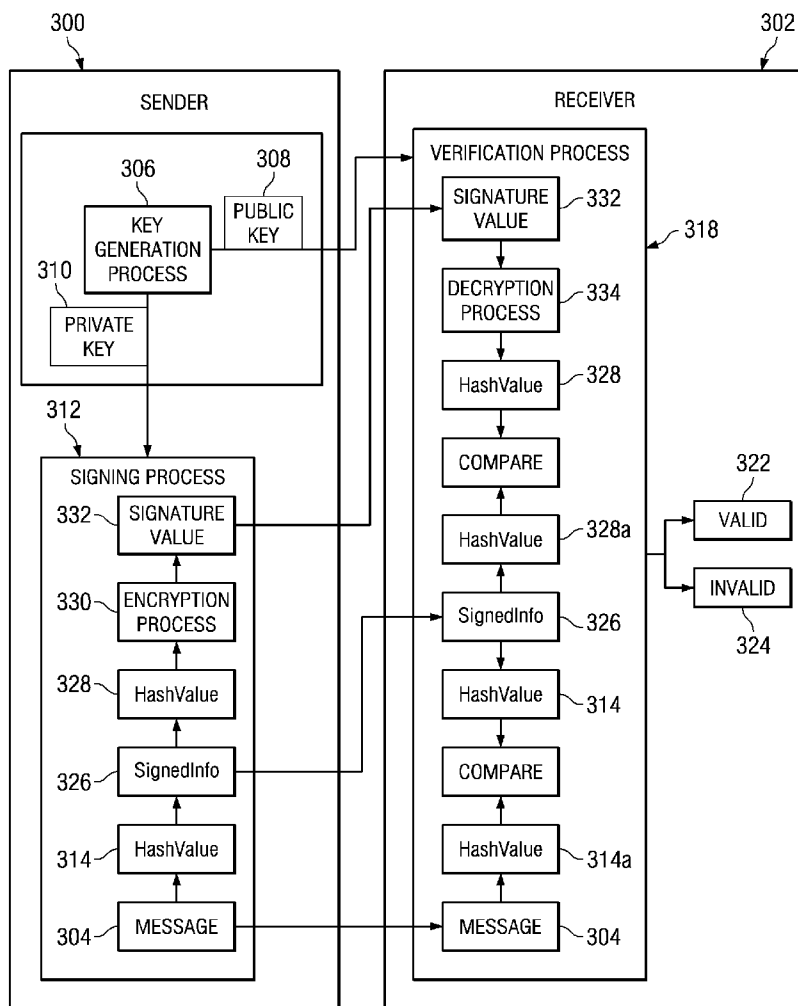 300
302
SENDER
RECEIVER
306
308
KEY
GENERATION
PROCESS
PUBLIC
KEY
310
PRIVATE
KEY
312
SIGNING PROCESS
332
SIGNATURE
VALUE
330
ENCRYPTION
PROCESS
328
HashValue
326
SignedInfo
314
HashValue
304
MESSAGE
VERIFICATION PROCESS
SIGNATURE
VALUE
332
318
DECRYPTION
PROCESS
334
HashValue
328
COMPARE
HashValue
328a
SignedInfo
326
HashValue
314
COMPARE
HashValue
314a
MESSAGE
304
322
VALID
INVALID
324